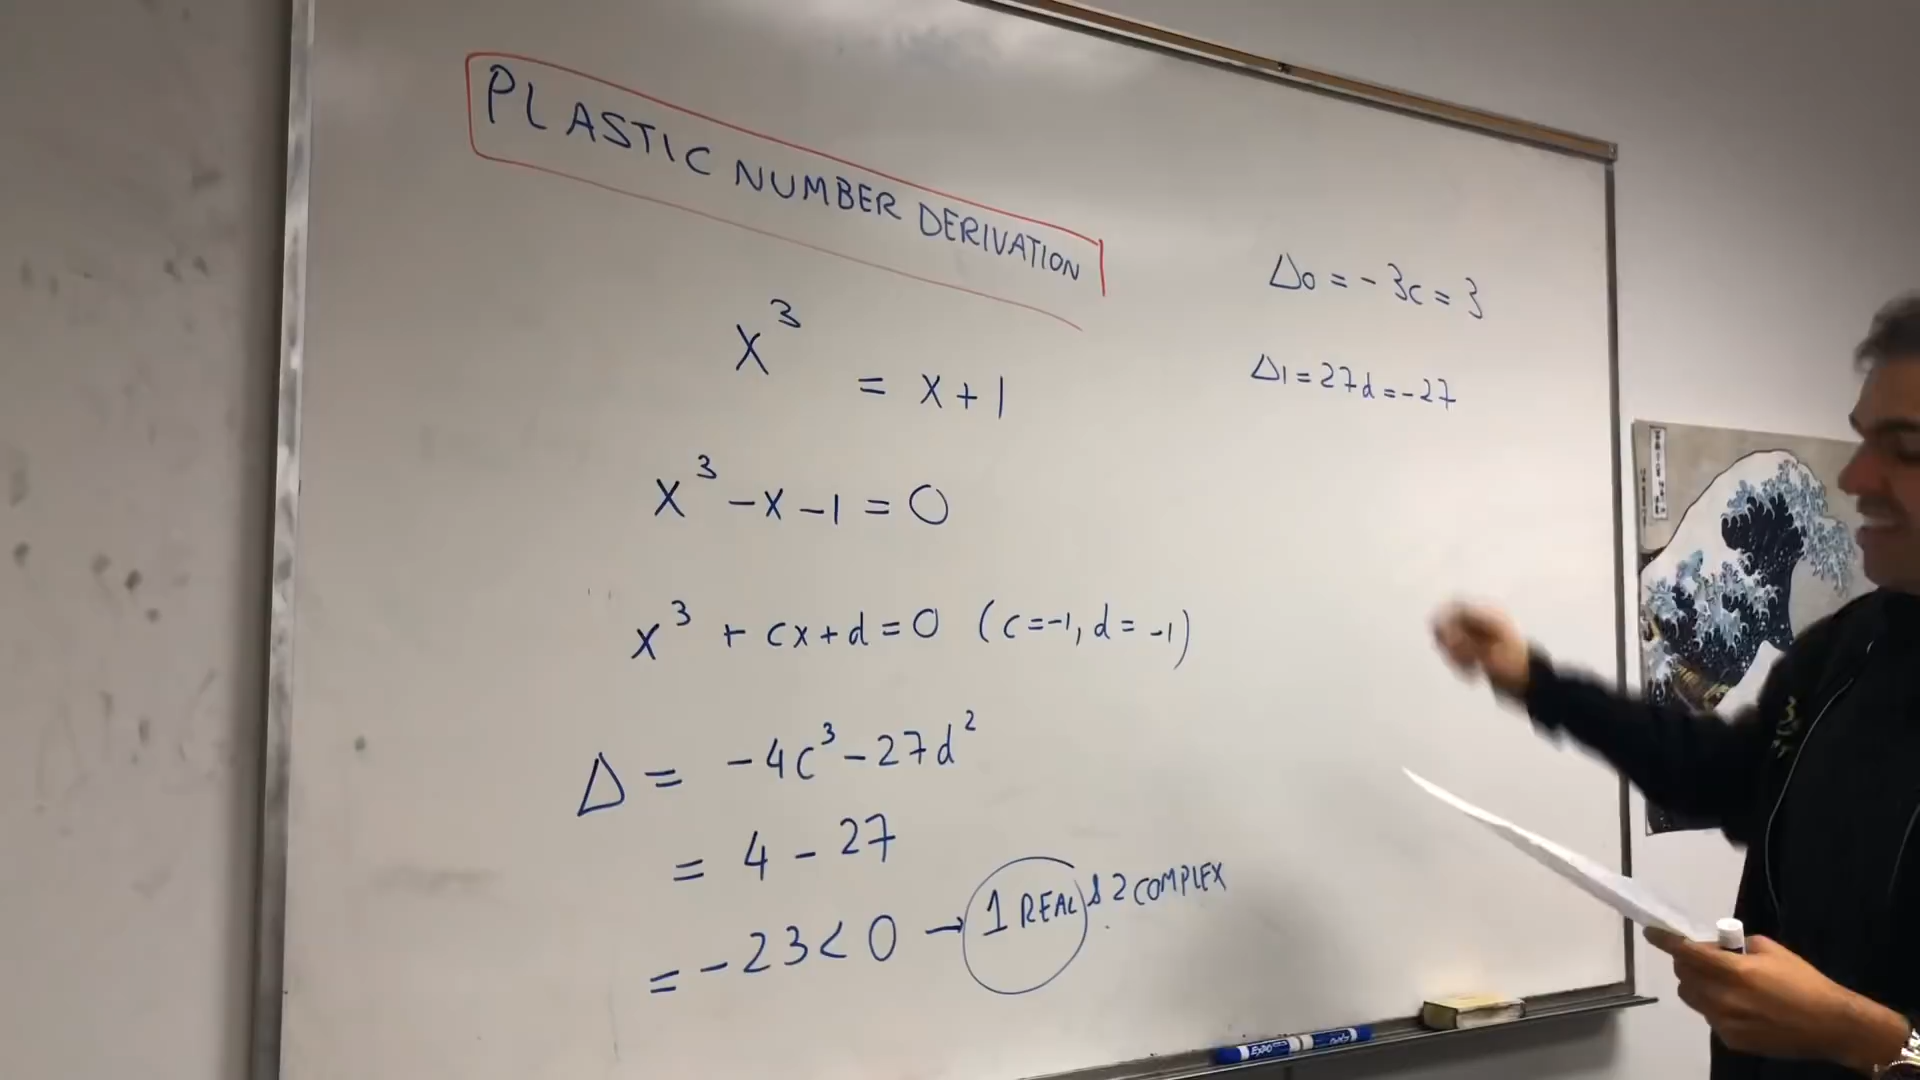 PLASTIC NUMBER DERIVATION
x³ = x + 1
x³ - x - 1 = 0
x³ + cx + d = 0 (c = -1, d = -1)
Δ = -4c³ - 27d²
= 4 - 27
= -23 < 0 → 1 REAL & 2 COMPLEX
Δ0 = -3c = 3
Δ1 = 27d = -27
EXPO